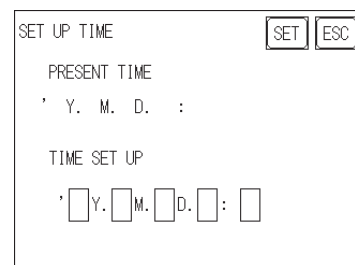 SET UP TIME SET ESC
PRESENT TIME
' Y. M. D. :
TIME SET UP
' Y. M. D. :